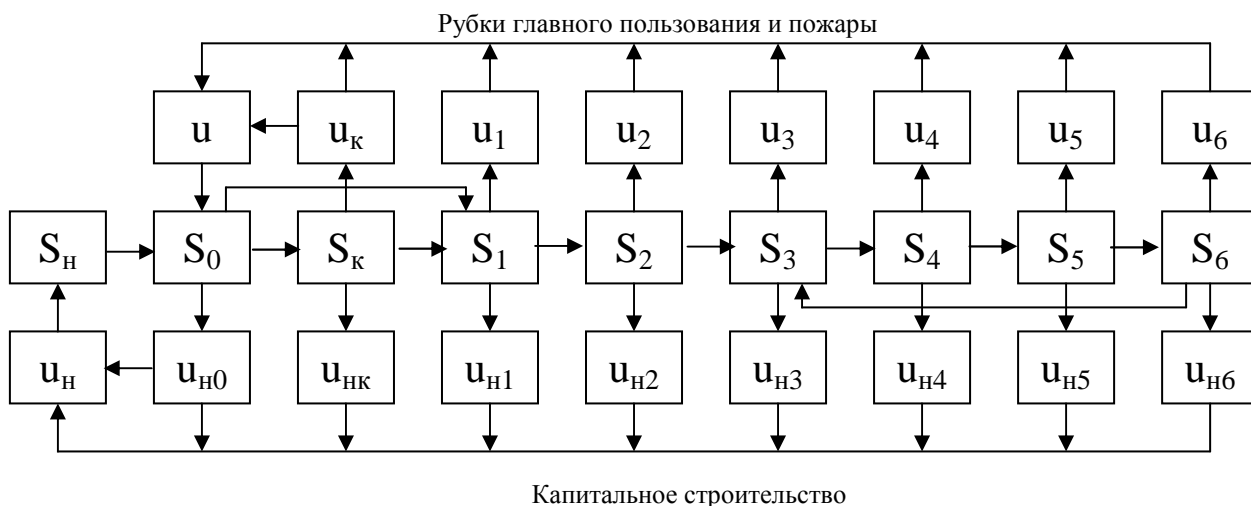 Рубки главного пользования и пожары
u uк u1 u2 u3 u4 u5 u6
Sн S0 Sк S1 S2 S3 S4 S5 S6
uн uн0 uнк uн1 uн2 uн3 uн4 uн5 uн6
Капитальное строительство